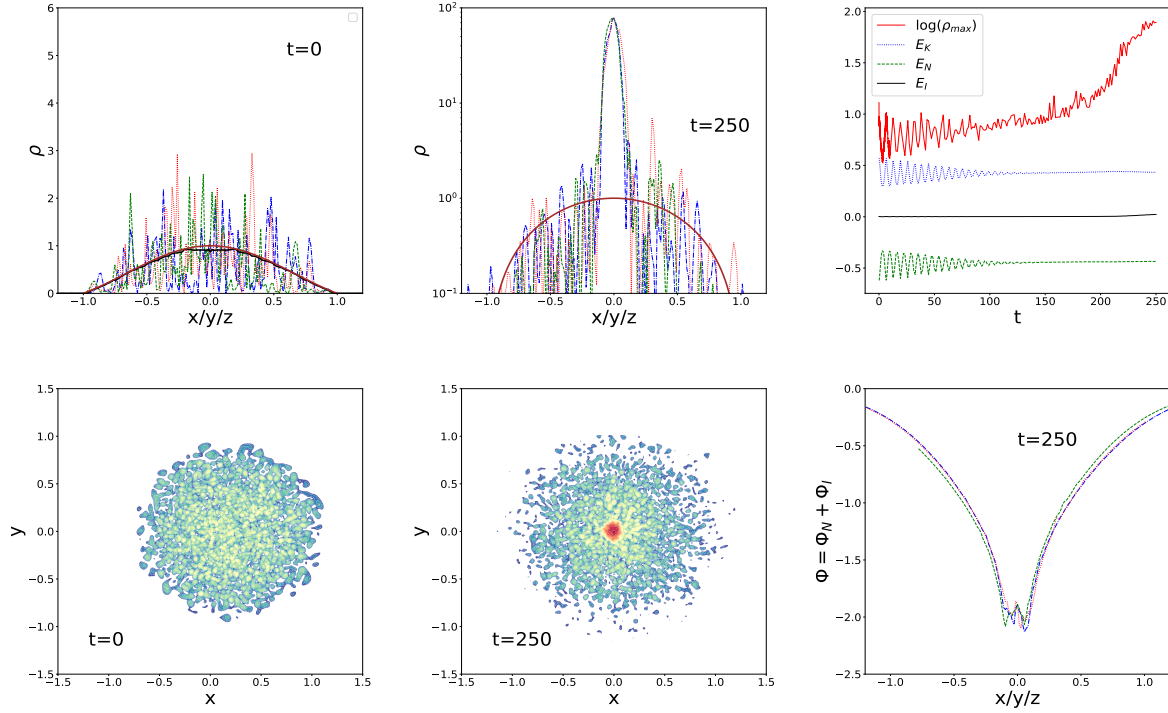 6
5
4
3
2
1
0
ρ
t=0
−1.0 −0.5 0.0 0.5 1.0
x/y/z
10²
10¹
10⁰
10⁻¹
ρ
t=250
−1.0 −0.5 0.0 0.5 1.0
x/y/z
2.0
1.5
1.0
0.5
0.0
−0.5
log(ρmax)
E_K
E_N
E_I
0 50 100 150 200 250
t
1.5
1.0
0.5
0.0
−0.5
−1.0
−1.5
y
t=0
−1.5 −1.0 −0.5 0.0 0.5 1.0 1.5
x
1.5
1.0
0.5
0.0
−0.5
−1.0
−1.5
y
t=250
−1.5 −1.0 −0.5 0.0 0.5 1.0 1.5
x
0.0
−0.5
−1.0
−1.5
−2.0
−2.5
Φ = Φ_N + Φ_I
t=250
−1.0 −0.5 0.0 0.5 1.0
x/y/z